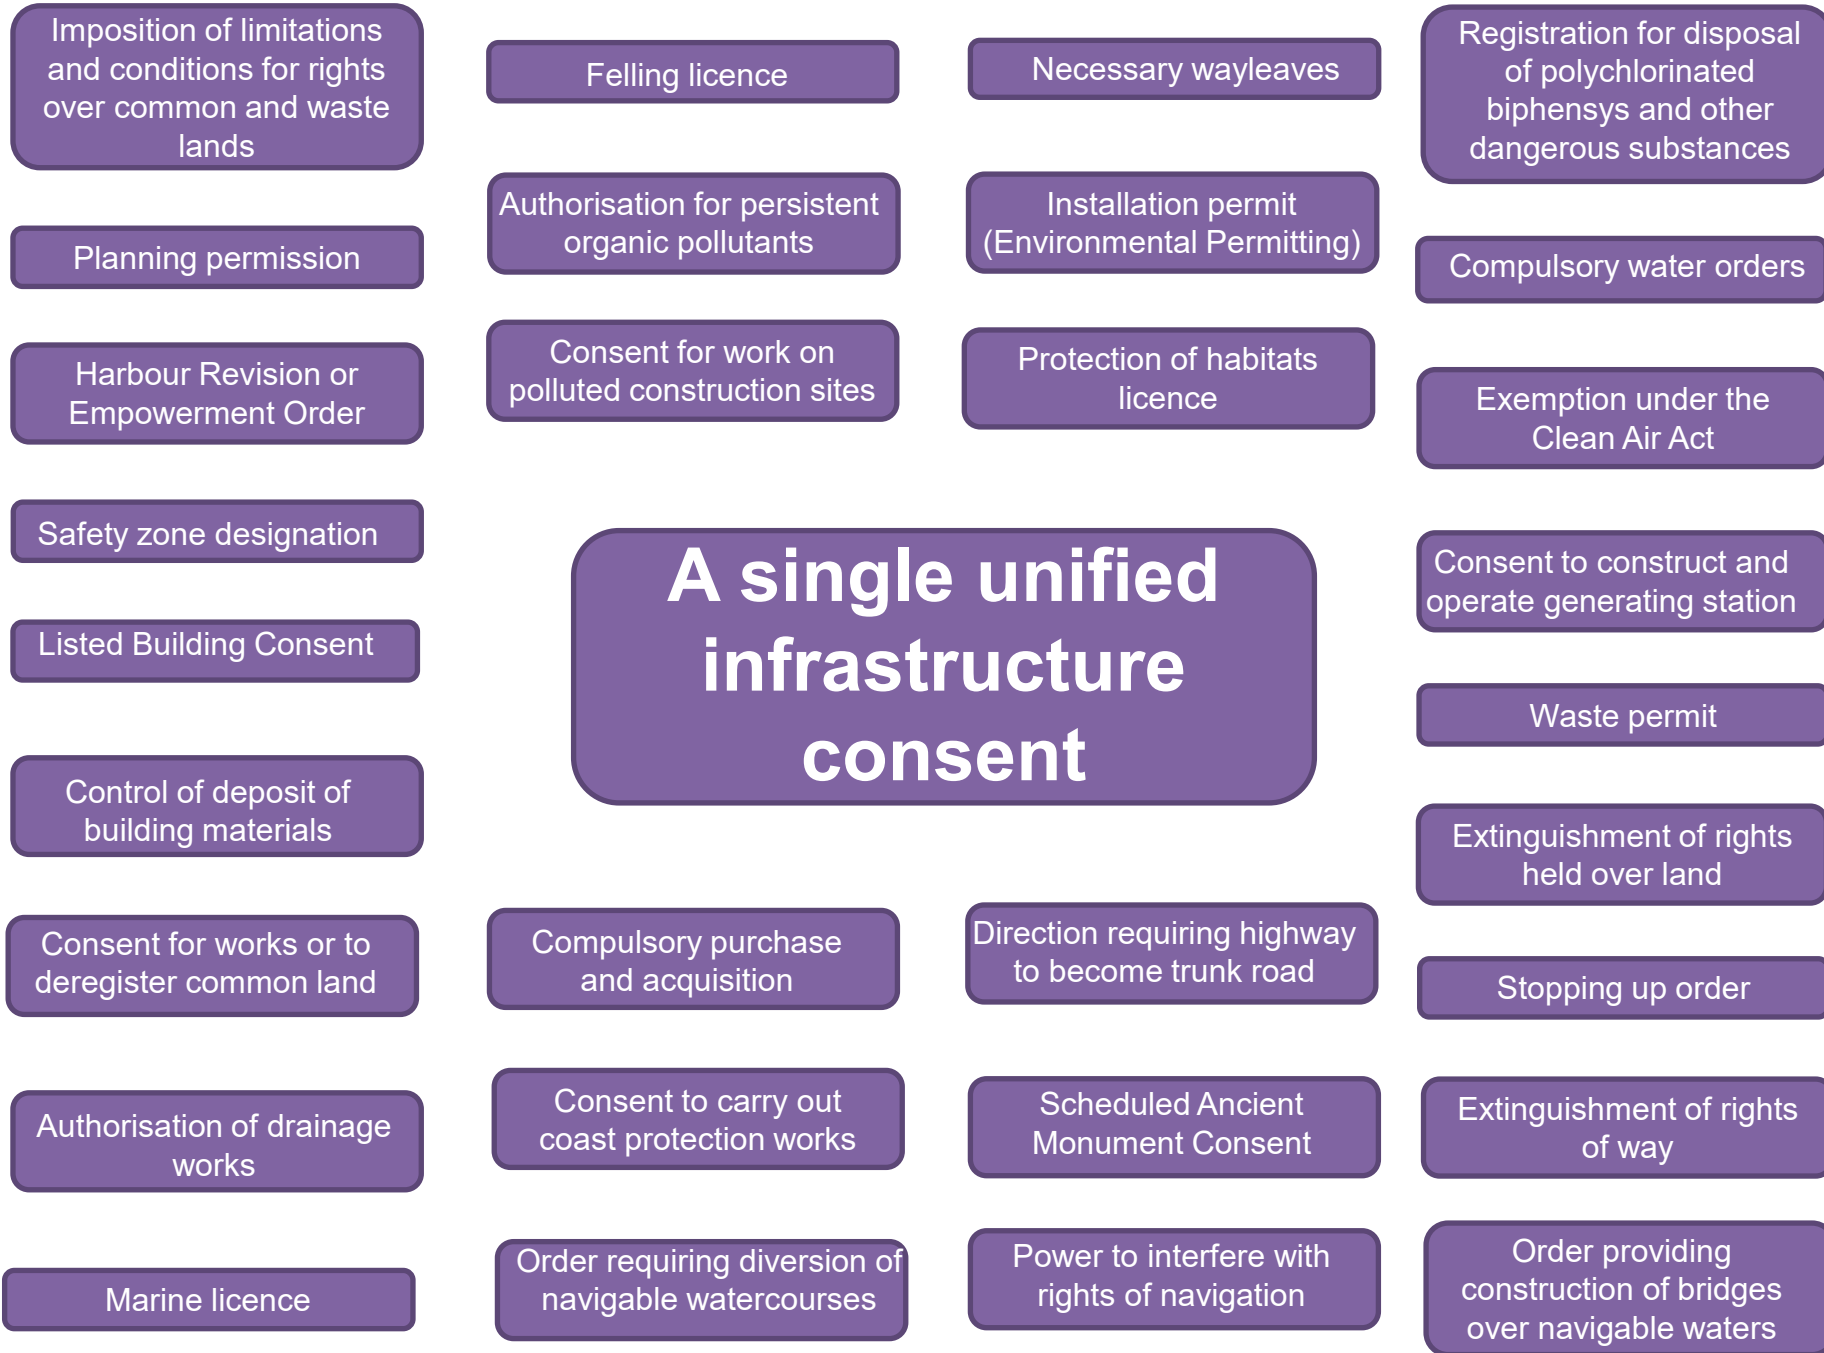 Imposition of limitations
and conditions for rights
over common and waste
lands
Planning permission
Harbour Revision or
Empowerment Order
Safety zone designation
Listed Building Consent
Control of deposit of
building materials
Consent for works or to
deregister common land
Authorisation of drainage
works
Marine licence
Felling licence
Authorisation for persistent
organic pollutants
Consent for work on
polluted construction sites
Necessary wayleaves
Installation permit
(Environmental Permitting)
Protection of habitats
licence
A single unified
infrastructure
consent
Compulsory purchase
and acquisition
Consent to carry out
coast protection works
Order requiring diversion of
navigable watercourses
Direction requiring highway
to become trunk road
Scheduled Ancient
Monument Consent
Power to interfere with
rights of navigation
Registration for disposal
of polychlorinated
biphensys and other
dangerous substances
Compulsory water orders
Exemption under the
Clean Air Act
Consent to construct and
operate generating station
Waste permit
Extinguishment of rights
held over land
Stopping up order
Extinguishment of rights
of way
Order providing
construction of bridges
over navigable waters